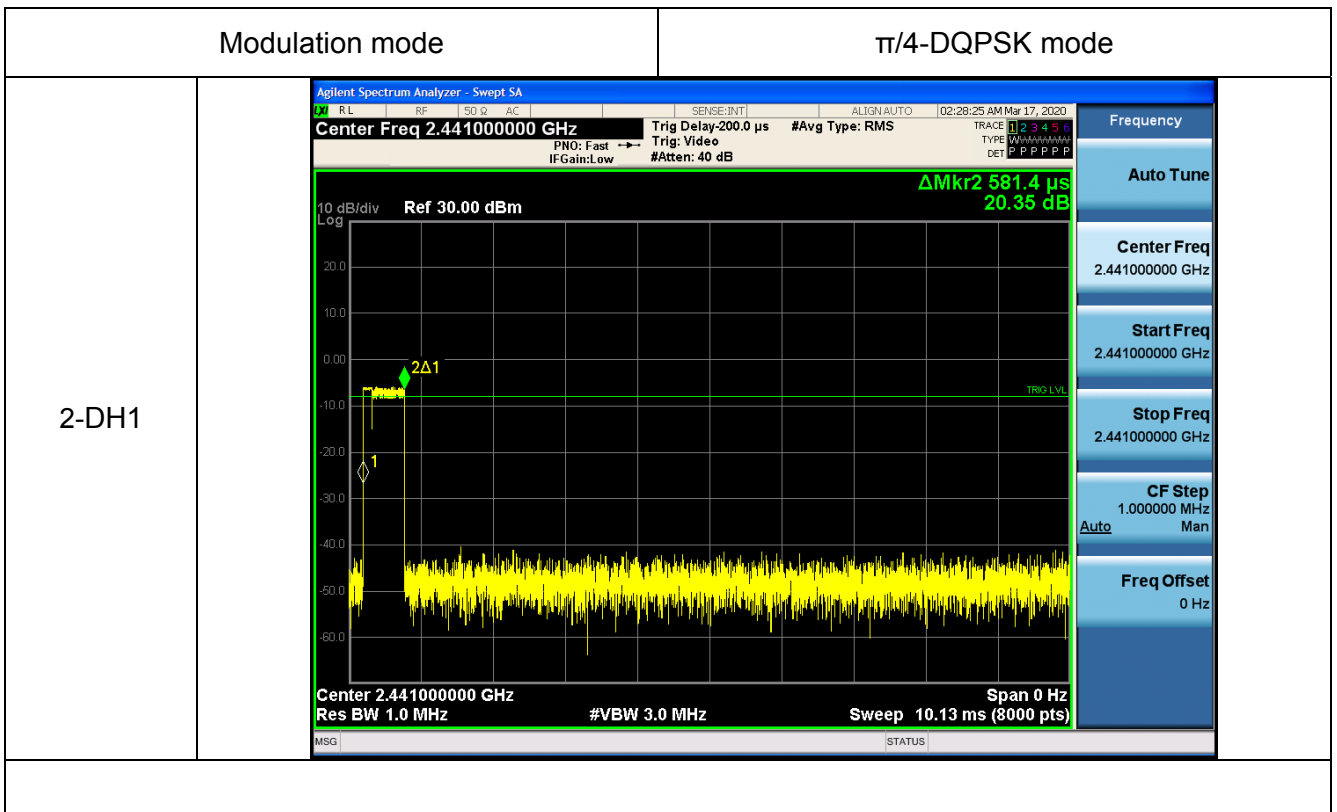 Modulation mode
π/4-DQPSK mode
2-DH1
Agilent Spectrum Analyzer - Swept SA
LXI RL RF 50 Ω AC SENSE:INT ALIGN AUTO 02:28:25 AM Mar 17, 2020
Center Freq 2.441000000 GHz
PNO: Fast
IFGain:Low
Trig Delay-200.0 µs
Trig: Video
#Atten: 40 dB
#Avg Type: RMS
TRACE 1 2 3 4 5 6
TYPE WWWWWW
DET P P P P P P
ΔMkr2 581.4 µs
20.35 dB
10 dB/div
Log
Ref 30.00 dBm
20.0
10.0
0.00
-10.0
-20.0
-30.0
-40.0
-50.0
-60.0
2Δ1
TRIG LVL
1
Center 2.441000000 GHz
Span 0 Hz
Res BW 1.0 MHz
#VBW 3.0 MHz
Sweep 10.13 ms (8000 pts)
MSG
STATUS
Frequency
Auto Tune
Center Freq
2.441000000 GHz
Start Freq
2.441000000 GHz
Stop Freq
2.441000000 GHz
CF Step
1.000000 MHz
Auto Man
Freq Offset
0 Hz